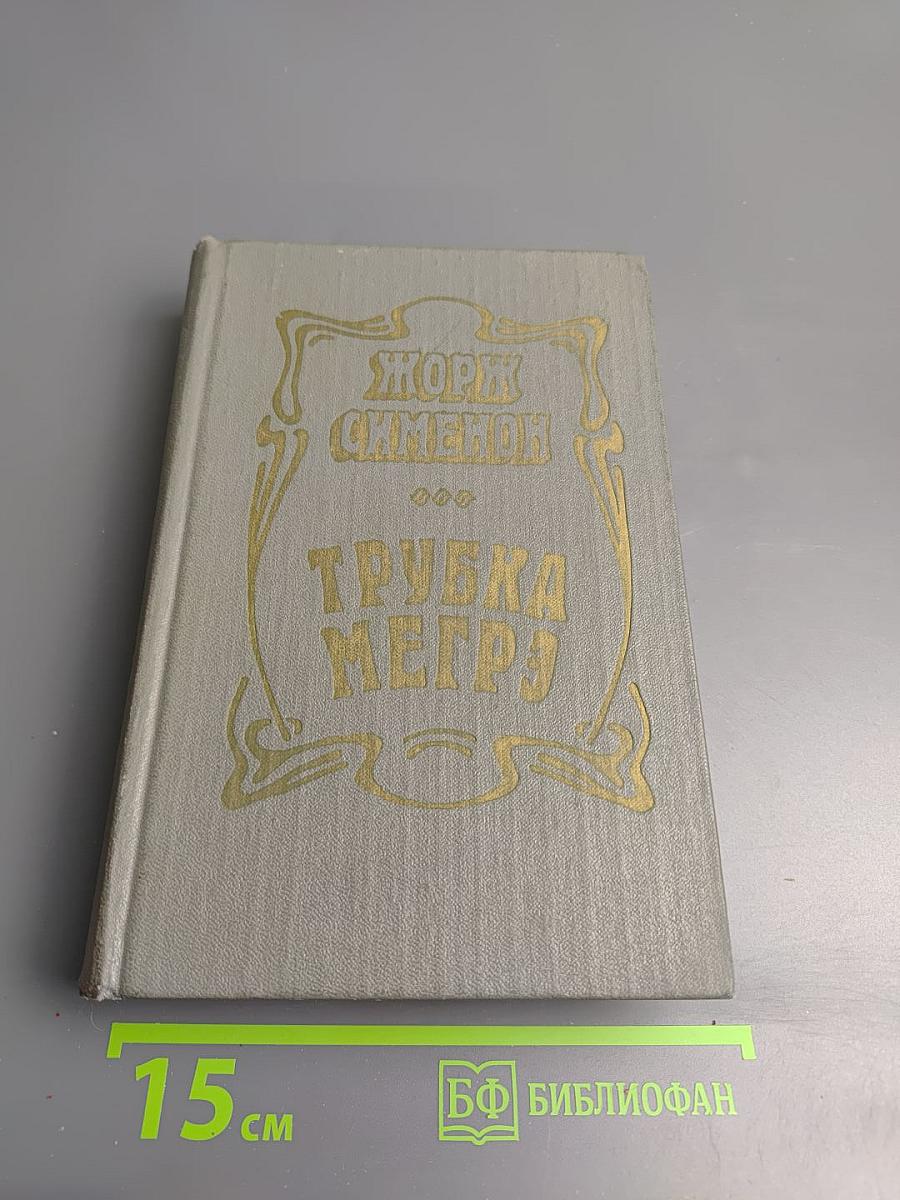 ЖОРЖ
СИМЕНОН
ТРУБКА
МЕГРЭ
15 см
БФ БИБЛИОФАН